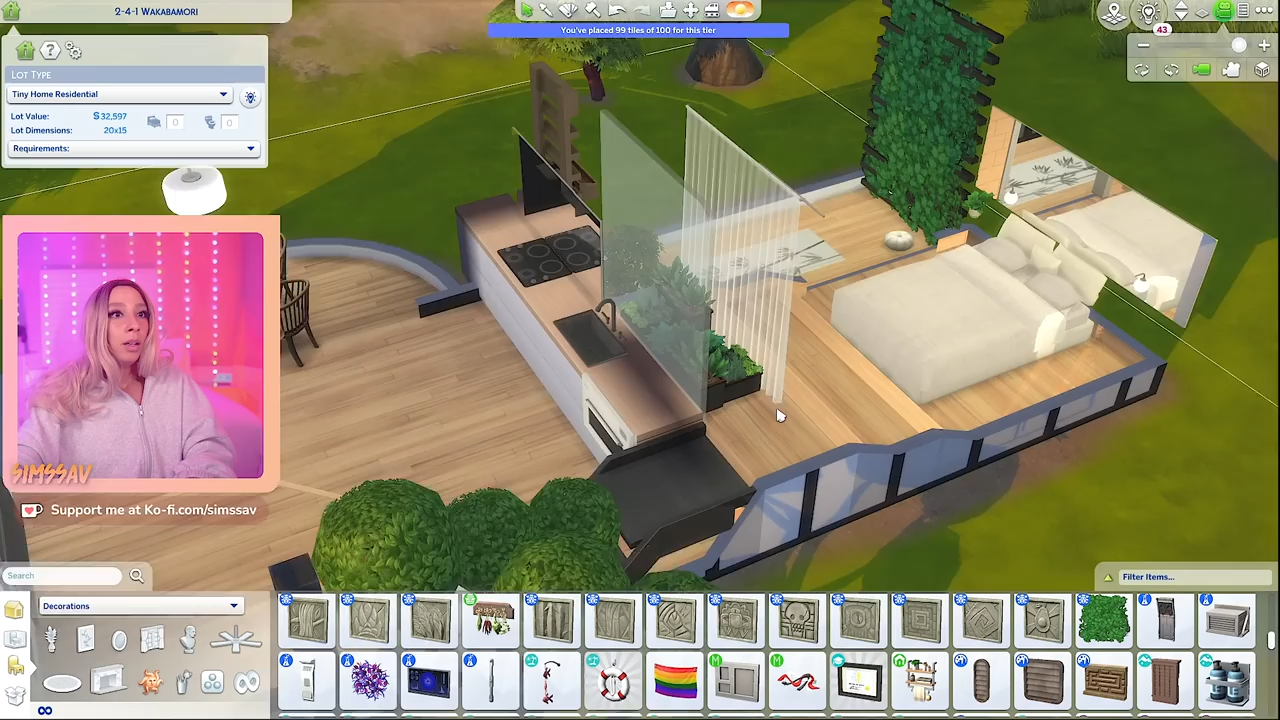 2-4-1 WAKABAMORI
You've placed 99 tiles of 100 for this tier
43
LOT TYPE
Tiny Home Residential
Lot Value: §32,597
0
0
Lot Dimensions: 20x15
Requirements:
SIMSSAV
Support me at Ko-fi.com/simssav
Search
Filter Items...
Decorations